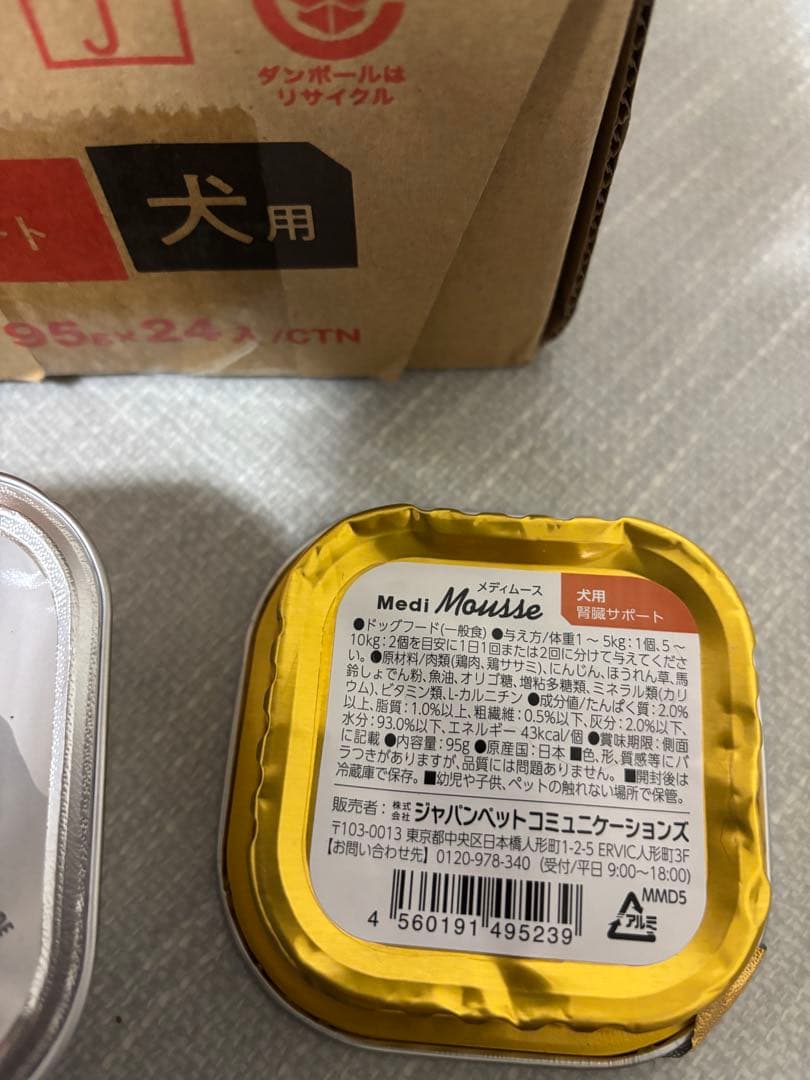 J
ダンボールは
リサイクル
ート
犬用
95g×24入/CTN
メディムース
Medi Mousse
犬用
腎臓サポート
●ドッグフード(一般食) ●与え方/体重1～5kg:1個、5～
10kg:2個を目安に1日1回または2回に分けて与えてくださ
い。●原材料/肉類(鶏肉、鶏ササミ)、にんじん、ほうれん草、馬
鈴しょでん粉、魚油、オリゴ糖、増粘多糖類、ミネラル類(カリ
ウム)、ビタミン類、L-カルニチン ●成分値/たんぱく質:2.0%
以上、脂質:1.0%以上、粗繊維:0.5%以下、灰分:2.0%以下、
水分:93.0%以下、エネルギー 43kcal/個 ●賞味期限:側面
に記載 ●内容量:95g ●原産国:日本 ■色、形、質感等にバ
ラつきがありますが、品質には問題ありません。 ■開封後は
冷蔵庫で保存。 ■幼児や子供、ペットの触れない場所で保管。
販売者:株式会社 ジャパンペットコミュニケーションズ
〒103-0013 東京都中央区日本橋人形町1-2-5 ERVIC人形町3F
【お問い合わせ先】0120-978-340 (受付/平日 9:00～18:00)
MMD5
アルミ
4 560191 495239